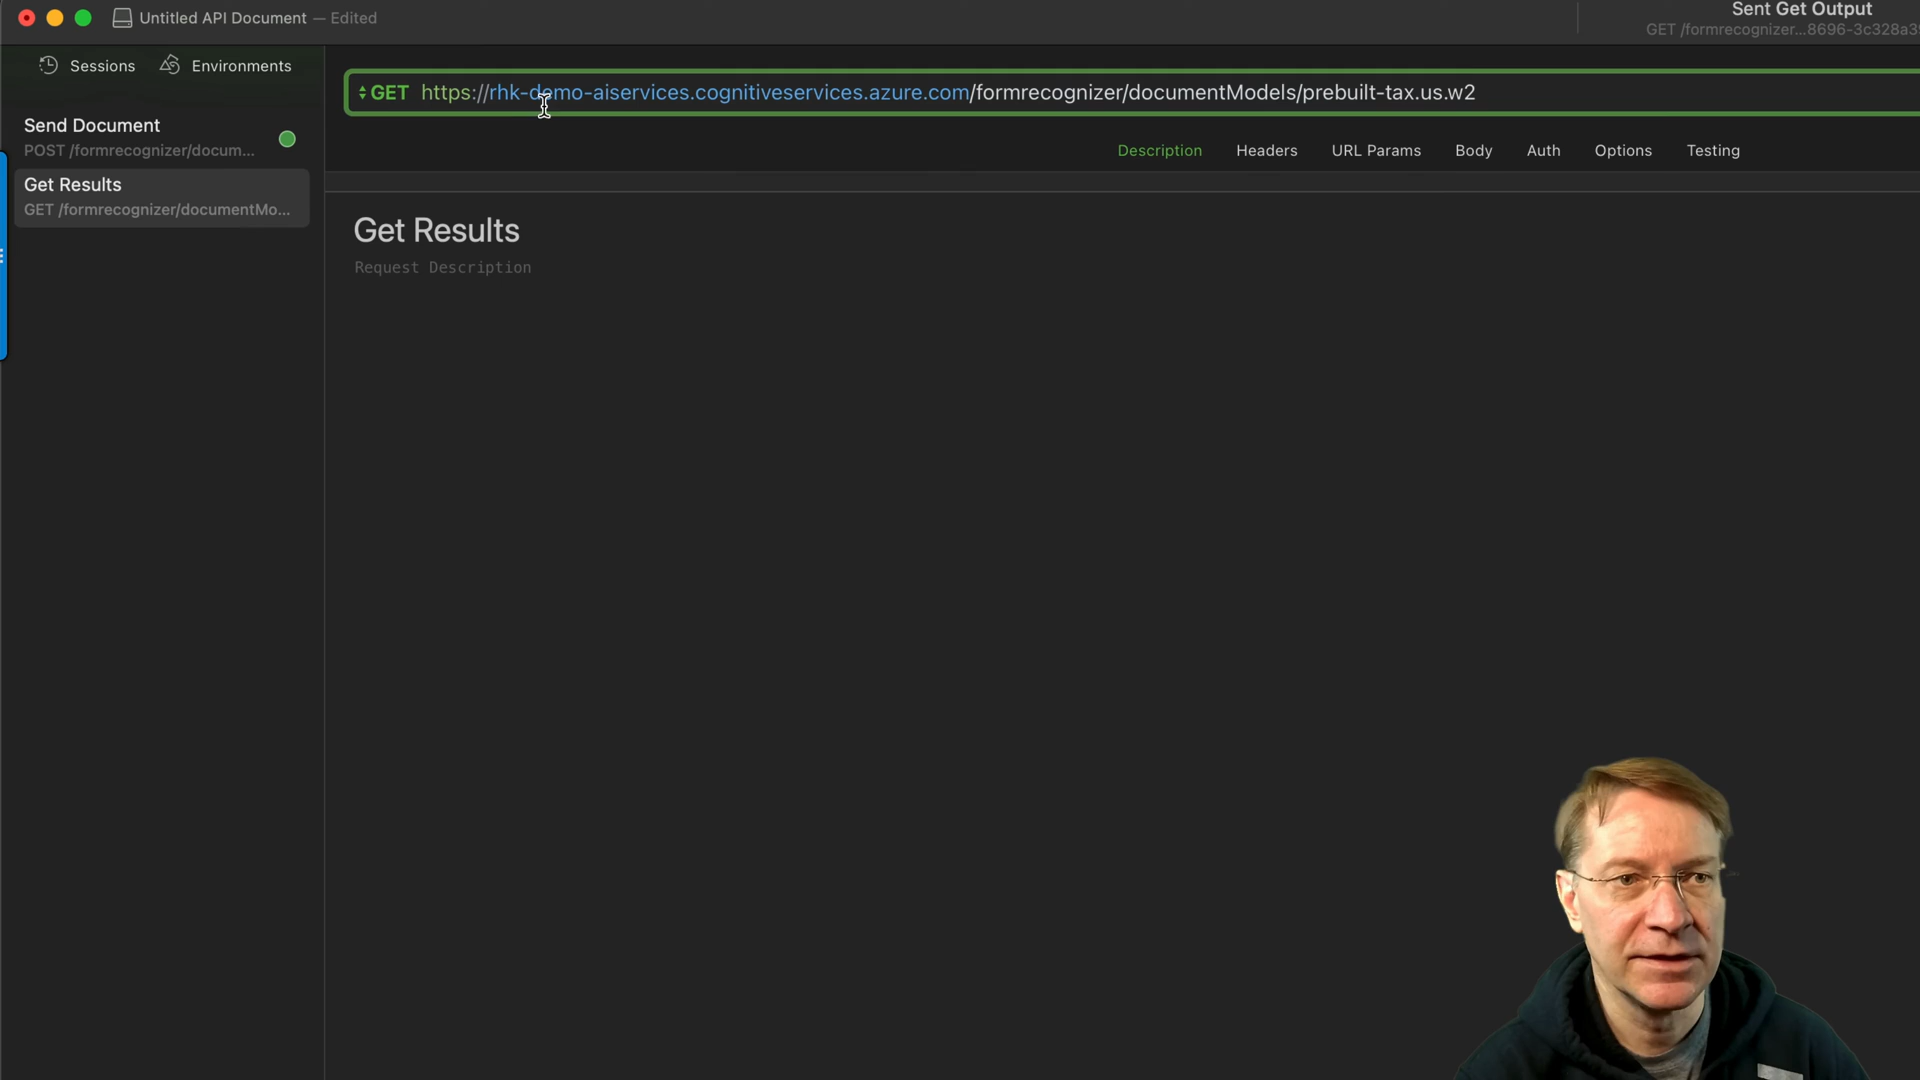 Untitled API Document — Edited
Sent Get Output
GET /formrecognizer...8696-3c328a3
Sessions
Environments
GET https://rhk-demo-aiservices.cognitiveservices.azure.com/formrecognizer/documentModels/prebuilt-tax.us.w2
Send Document
POST /formrecognizer/docum...
Get Results
GET /formrecognizer/documentMo...
Description
Headers
URL Params
Body
Auth
Options
Testing
Get Results
Request Description